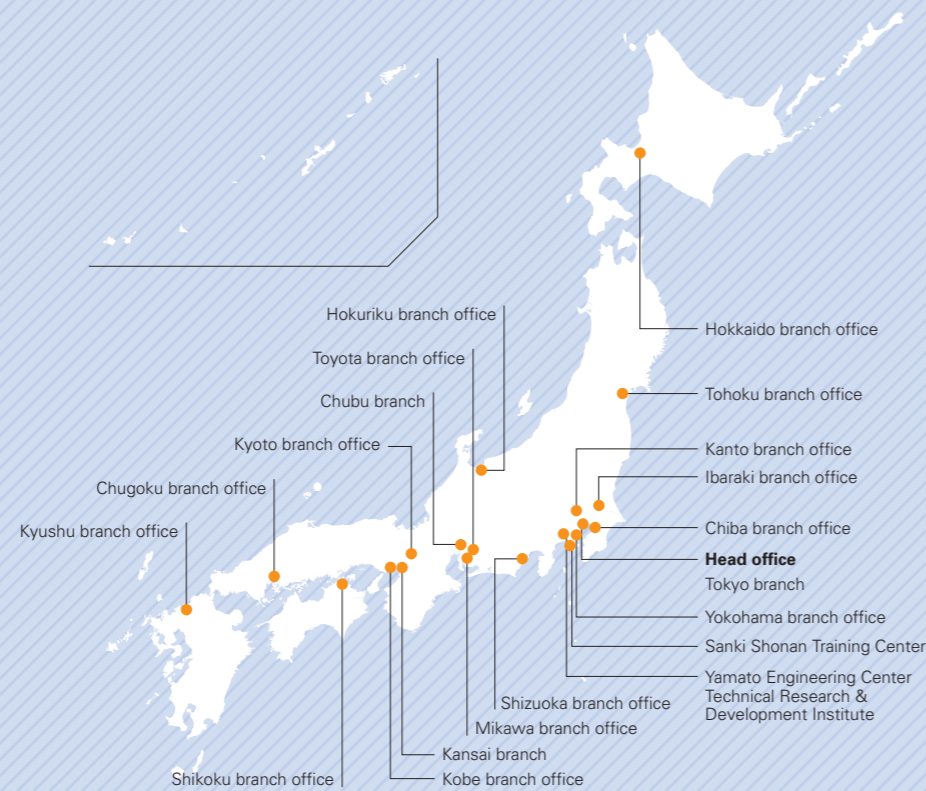 Hokuriku branch office
Toyota branch office
Chubu branch
Kyoto branch office
Chugoku branch office
Kyushu branch office
Hokkaido branch office
Tohoku branch office
Kanto branch office
Ibaraki branch office
Chiba branch office
Head office
Tokyo branch
Yokohama branch office
Sanki Shonan Training Center
Yamato Engineering Center
Technical Research &
Development Institute
Shizuoka branch office
Mikawa branch office
Kansai branch
Kobe branch office
Shikoku branch office